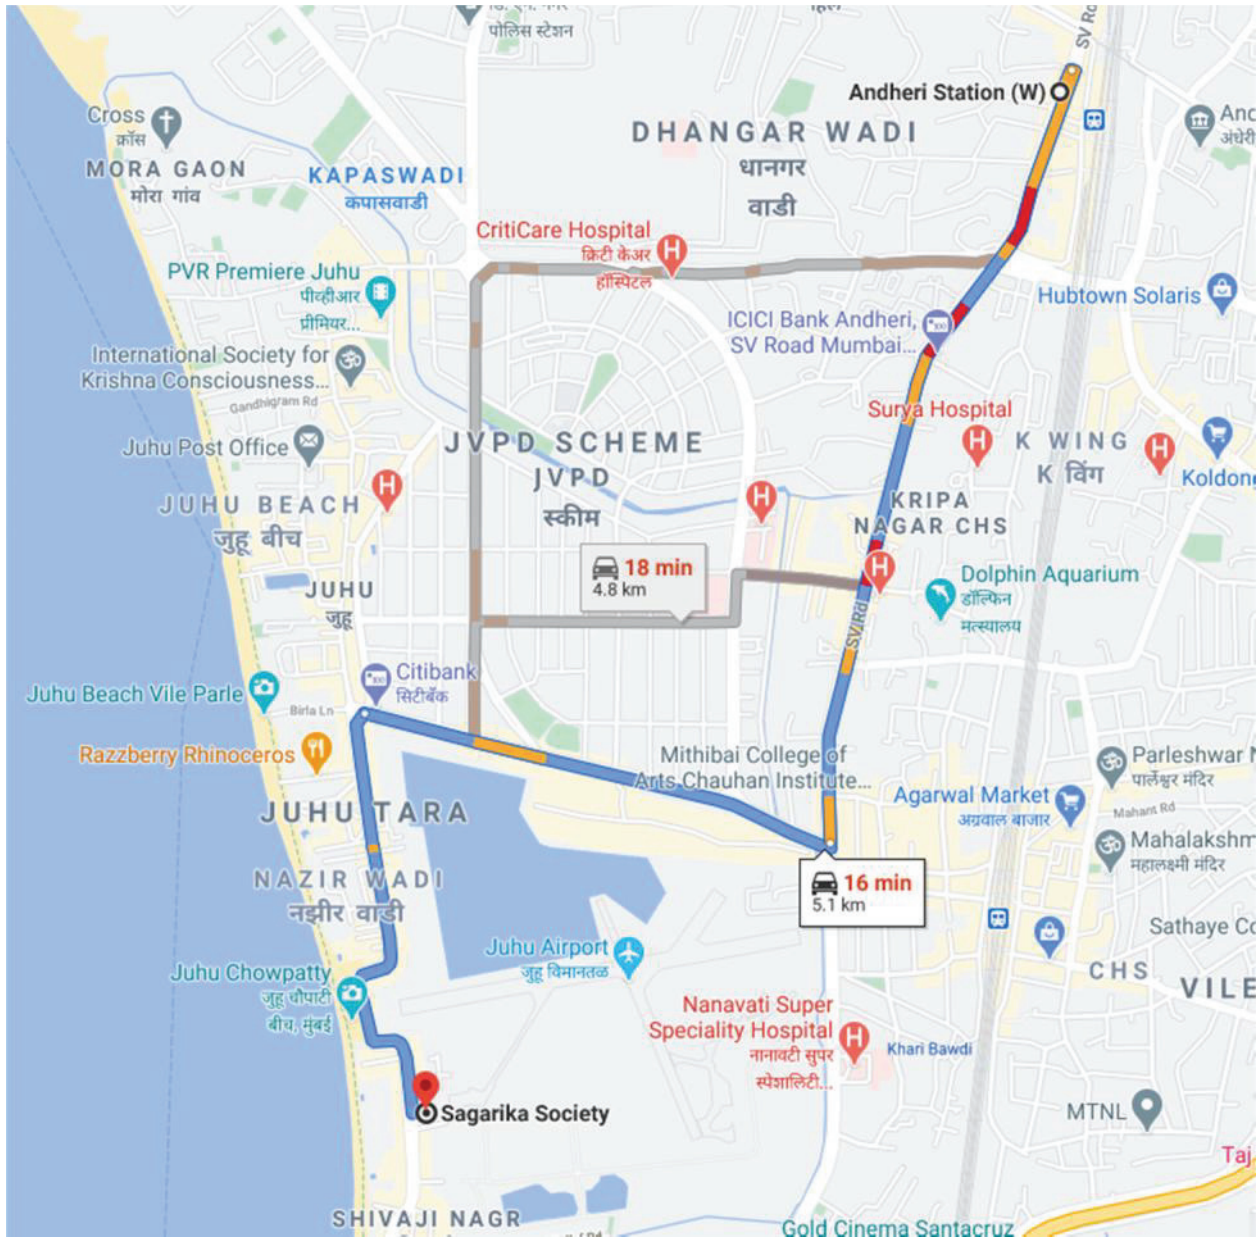 पोलिस स्टेशन
SV Rd
Andheri Station (W)
Cross
क्रॉस
MORA GAON
मोरा गांव
KAPASWADI
कपासवाडी
DHANGAR WADI
धानगर
वाडी
CritiCare Hospital
क्रिटी केअर
हॉस्पिटल
PVR Premiere Juhu
पीव्हीआर
प्रीमियर...
Hubtown Solaris
ICICI Bank Andheri,
SV Road Mumbai...
International Society for
Krishna Consciousness...
Gandhigram Rd
Surya Hospital
Juhu Post Office
JVPD SCHEME
JVPD
स्कीम
K WING
K विंग
Koldong
JUHU BEACH
जुहू बीच
KRIPA
NAGAR CHS
18 min
4.8 km
JUHU
जुहू
Dolphin Aquarium
डॉल्फिन
मत्स्यालय
SV Rd
Citibank
सिटीबँक
Juhu Beach Vile Parle
Birla Ln
Razzberry Rhinoceros
Mithibai College of
Arts Chauhan Institute...
Parleshwar
पार्लेश्वर मंदिर
Agarwal Market
अग्रवाल बाजार
Mahant Rd
JUHU TARA
Mahalakshm
महालक्ष्मी मंदिर
16 min
5.1 km
NAZIR WADI
नझीर वाडी
Sathaye Co
Juhu Airport
जुहू विमानतळ
Juhu Chowpatty
जुहू चौपाटी
बीच, मुंबई
CHS
VILE
Nanavati Super
Speciality Hospital
नानावटी सुपर
स्पेशालिटी...
Khari Bawdi
Sagarika Society
MTNL
Taj
SHIVAJI NAGR
Gold Cinema Santacruz